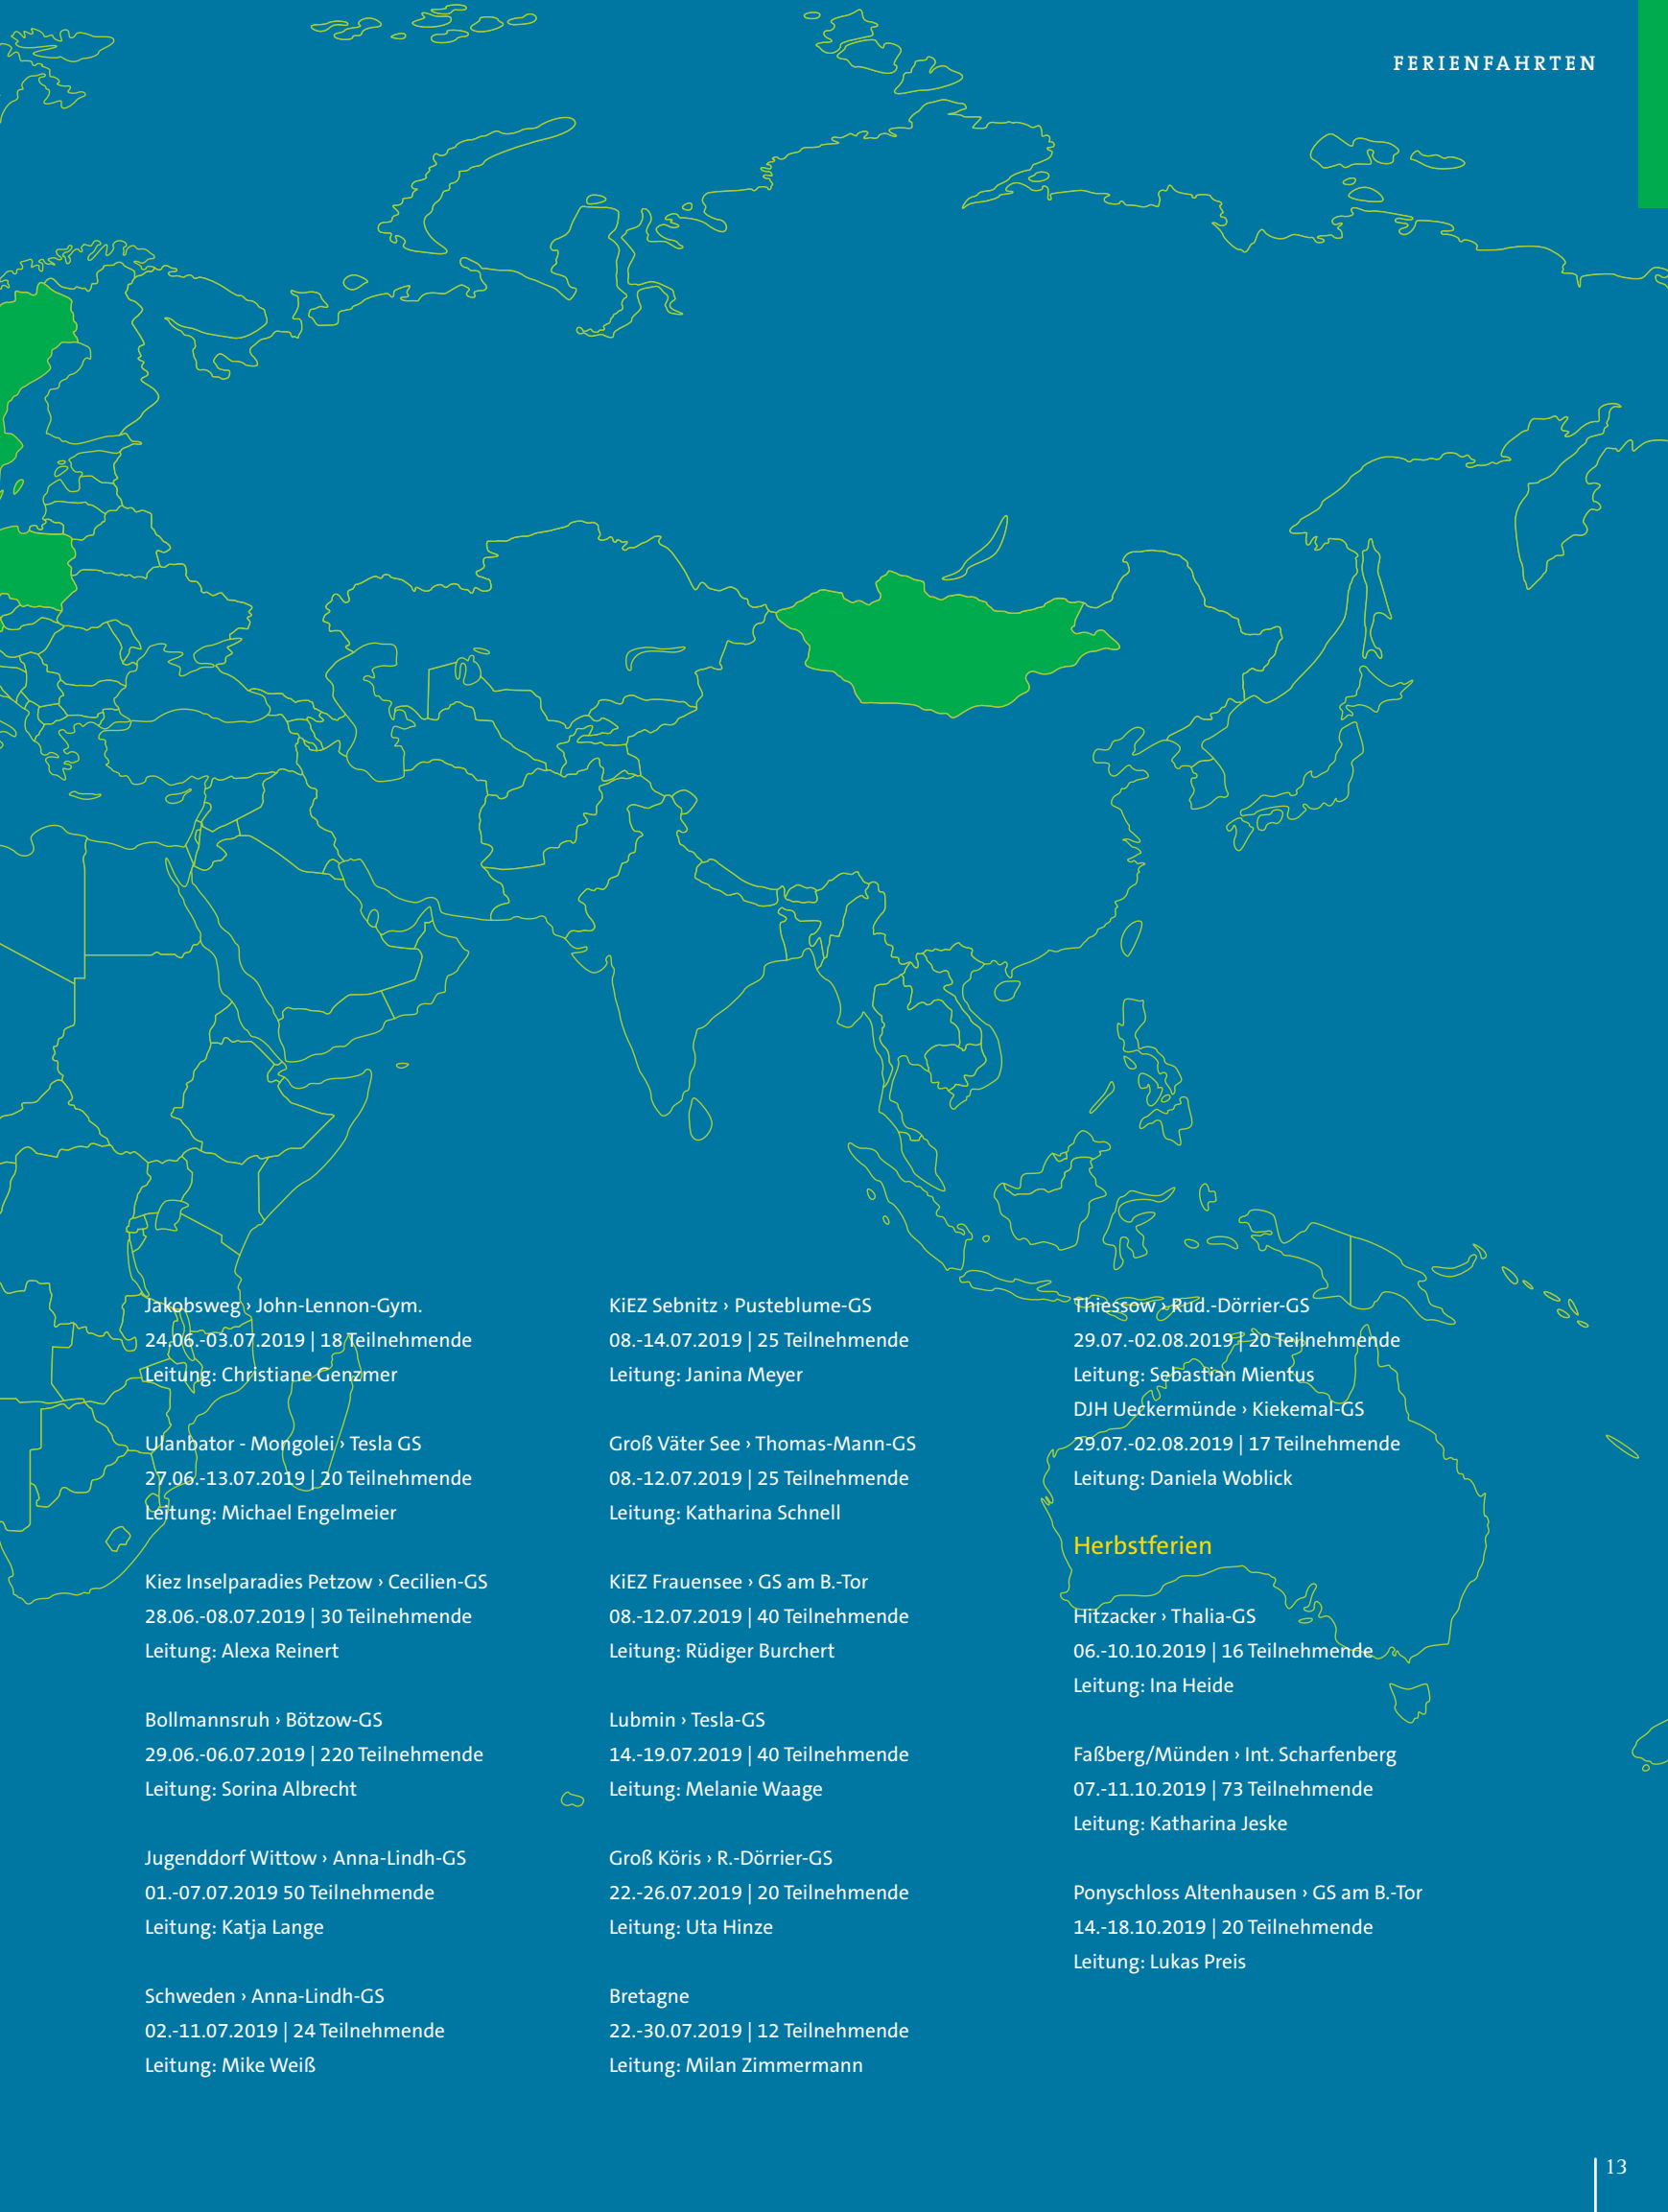 FERIENFAHRTEN
Jakobsweg › John-Lennon-Gym.
24.06.-03.07.2019 | 18 Teilnehmende
Leitung: Christiane Genzmer
Ulanbator - Mongolei › Tesla GS
27.06.-13.07.2019 | 20 Teilnehmende
Leitung: Michael Engelmeier
Kiez Inselparadies Petzow › Cecilien-GS
28.06.-08.07.2019 | 30 Teilnehmende
Leitung: Alexa Reinert
Bollmannsruh › Bötzow-GS
29.06.-06.07.2019 | 220 Teilnehmende
Leitung: Sorina Albrecht
Jugenddorf Wittow › Anna-Lindh-GS
01.-07.07.2019 50 Teilnehmende
Leitung: Katja Lange
Schweden › Anna-Lindh-GS
02.-11.07.2019 | 24 Teilnehmende
Leitung: Mike Weiß
KiEZ Sebnitz › Pusteblume-GS
08.-14.07.2019 | 25 Teilnehmende
Leitung: Janina Meyer
Groß Väter See › Thomas-Mann-GS
08.-12.07.2019 | 25 Teilnehmende
Leitung: Katharina Schnell
KiEZ Frauensee › GS am B.-Tor
08.-12.07.2019 | 40 Teilnehmende
Leitung: Rüdiger Burchert
Lubmin › Tesla-GS
14.-19.07.2019 | 40 Teilnehmende
Leitung: Melanie Waage
Groß Köris › R.-Dörrier-GS
22.-26.07.2019 | 20 Teilnehmende
Leitung: Uta Hinze
Bretagne
22.-30.07.2019 | 12 Teilnehmende
Leitung: Milan Zimmermann
Thiessow › Rud.-Dörrier-GS
29.07.-02.08.2019 | 20 Teilnehmende
Leitung: Sebastian Mientus
DJH Ueckermünde › Kiekemal-GS
29.07.-02.08.2019 | 17 Teilnehmende
Leitung: Daniela Woblick
Herbstferien
Hitzacker › Thalia-GS
06.-10.10.2019 | 16 Teilnehmende
Leitung: Ina Heide
Faßberg/Münden › Int. Scharfenberg
07.-11.10.2019 | 73 Teilnehmende
Leitung: Katharina Jeske
Ponyschloss Altenhausen › GS am B.-Tor
14.-18.10.2019 | 20 Teilnehmende
Leitung: Lukas Preis
13